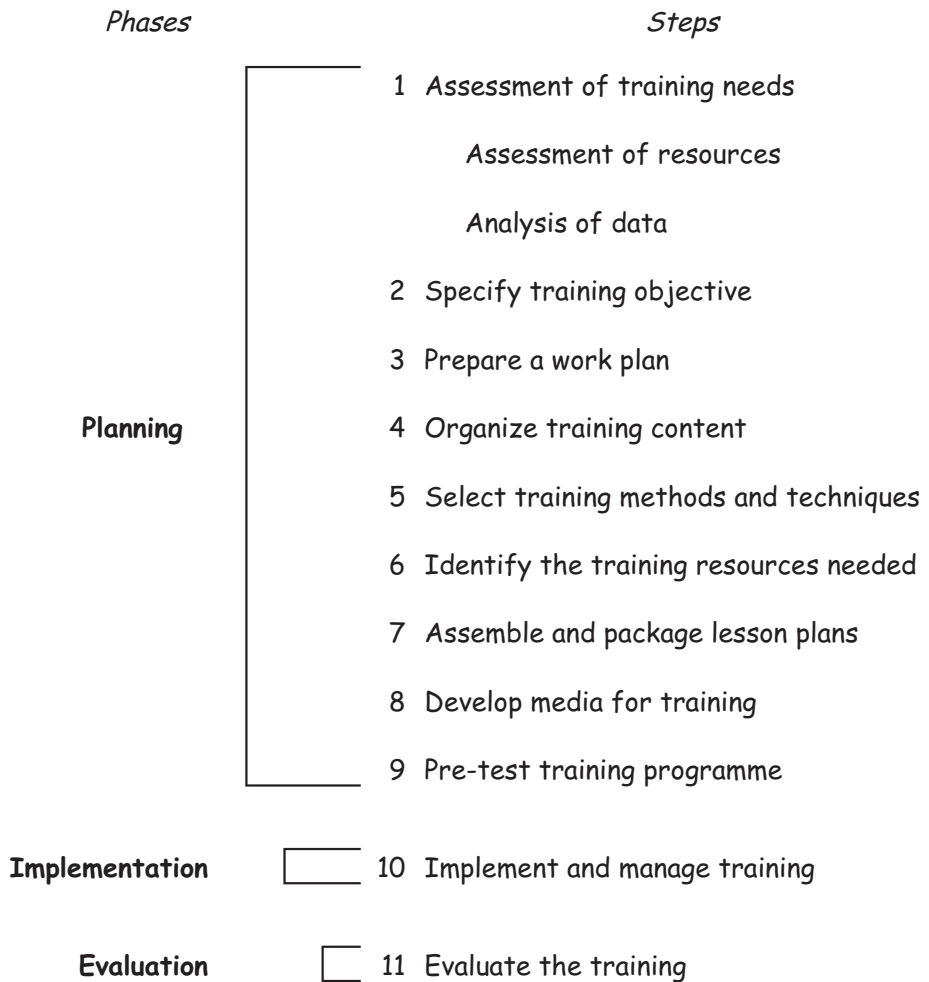 Phases Steps
1 Assessment of training needs
Assessment of resources
Analysis of data
2 Specify training objective
3 Prepare a work plan
Planning 4 Organize training content
5 Select training methods and techniques
6 Identify the training resources needed
7 Assemble and package lesson plans
8 Develop media for training
9 Pre-test training programme
Implementation 10 Implement and manage training
Evaluation 11 Evaluate the training